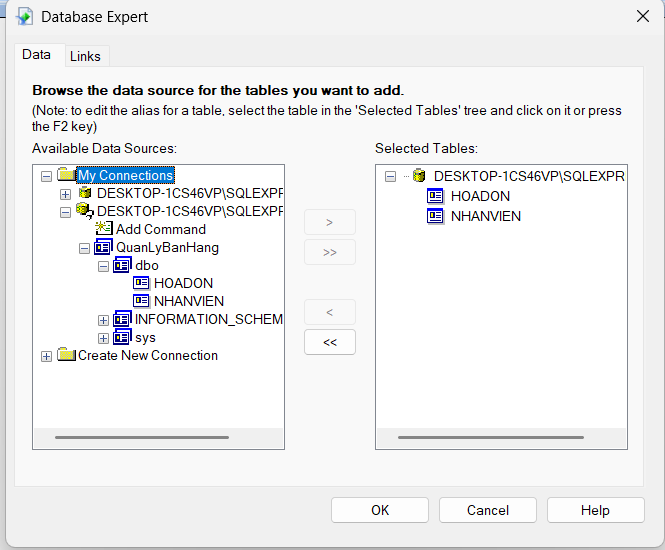 Database Expert
Data
Links
Browse the data source for the tables you want to add.
(Note: to edit the alias for a table, select the table in the 'Selected Tables' tree and click on it or press
the F2 key)
Available Data Sources:
My Connections
DESKTOP-1CS46VP\SQLEXPR
DESKTOP-1CS46VP\SQLEXPR
Add Command
QuanLyBanHang
dbo
HOADON
NHANVIEN
INFORMATION_SCHEM
sys
Create New Connection
>
>>
<
<<
Selected Tables:
DESKTOP-1CS46VP\SQLEXPR
HOADON
NHANVIEN
OK
Cancel
Help